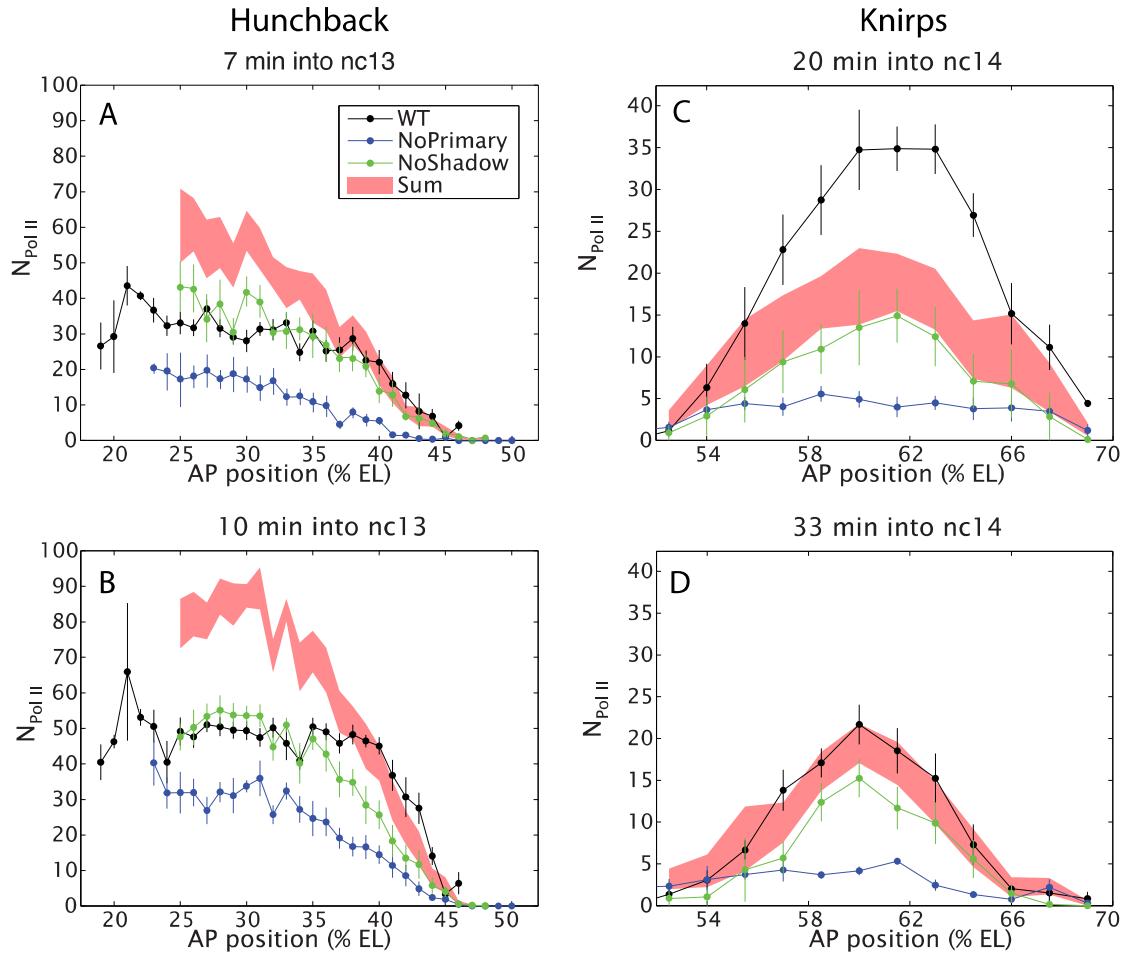 Hunchback
Knirps
7 min into nc13
20 min into nc14
A
WT
NoPrimary
NoShadow
Sum
100
90
80
70
60
50
40
30
20
10
0
N Pol II
20 25 30 35 40 45 50
AP position (% EL)
C
40
35
30
25
20
15
10
5
0
N Pol II
54 58 62 66 70
AP position (% EL)
10 min into nc13
33 min into nc14
B
100
90
80
70
60
50
40
30
20
10
0
N Pol II
20 25 30 35 40 45 50
AP position (% EL)
D
40
35
30
25
20
15
10
5
0
N Pol II
54 58 62 66 70
AP position (% EL)